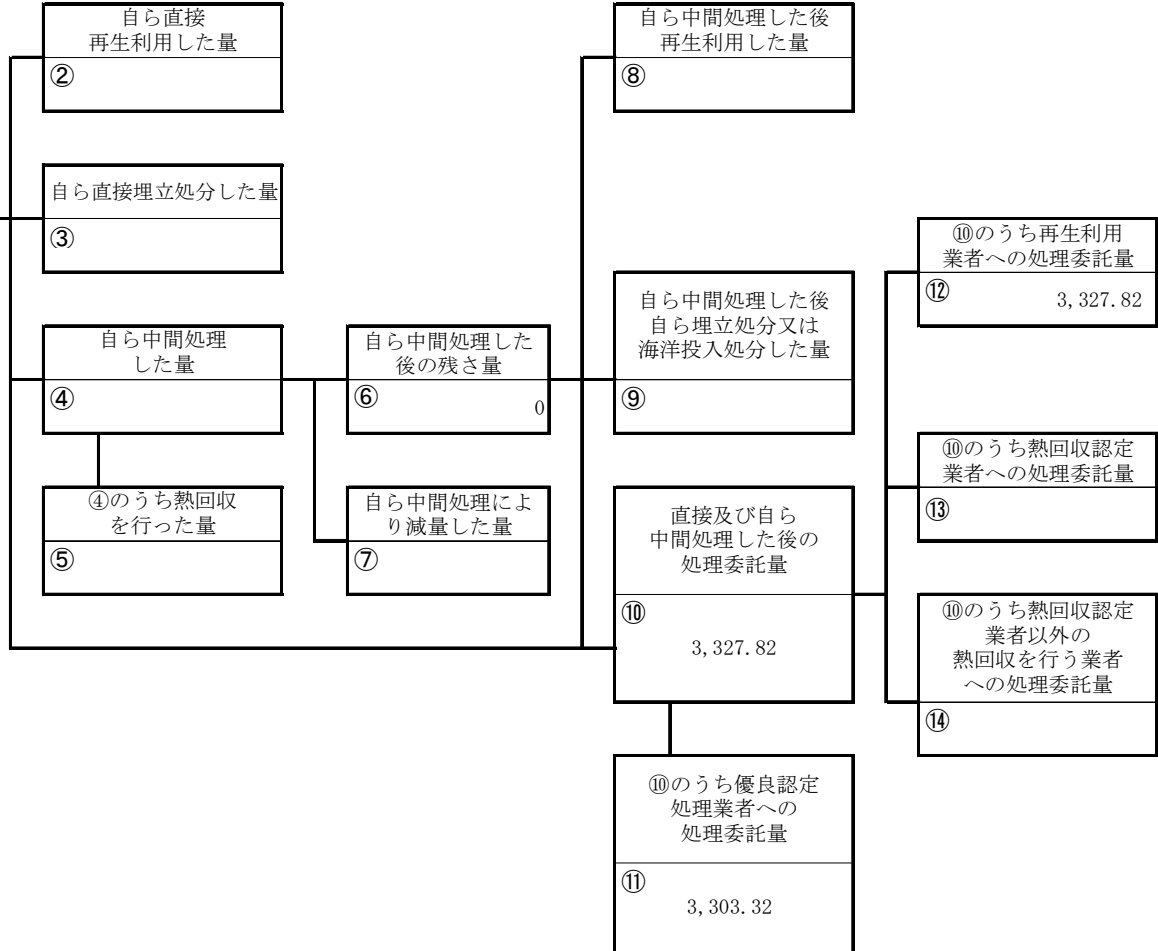 自ら直接
再生利用した量
②
自ら中間処理した後
再生利用した量
⑧
自ら直接埋立処分した量
③
⑩のうち再生利用
業者への処理委託量
⑫
3,327.82
自ら中間処理した後
自ら埋立処分又は
海洋投入処分した量
⑨
自ら中間処理
した量
④
自ら中間処理した
後の残さ量
⑥
0
⑩のうち熱回収認定
業者への処理委託量
⑬
④のうち熱回収
を行った量
⑤
自ら中間処理によ
り減量した量
⑦
直接及び自ら
中間処理した後の
処理委託量
⑩
3,327.82
⑩のうち熱回収認定
業者以外の
熱回収を行う業者
への処理委託量
⑭
⑩のうち優良認定
処理業者への
処理委託量
⑪
3,303.32